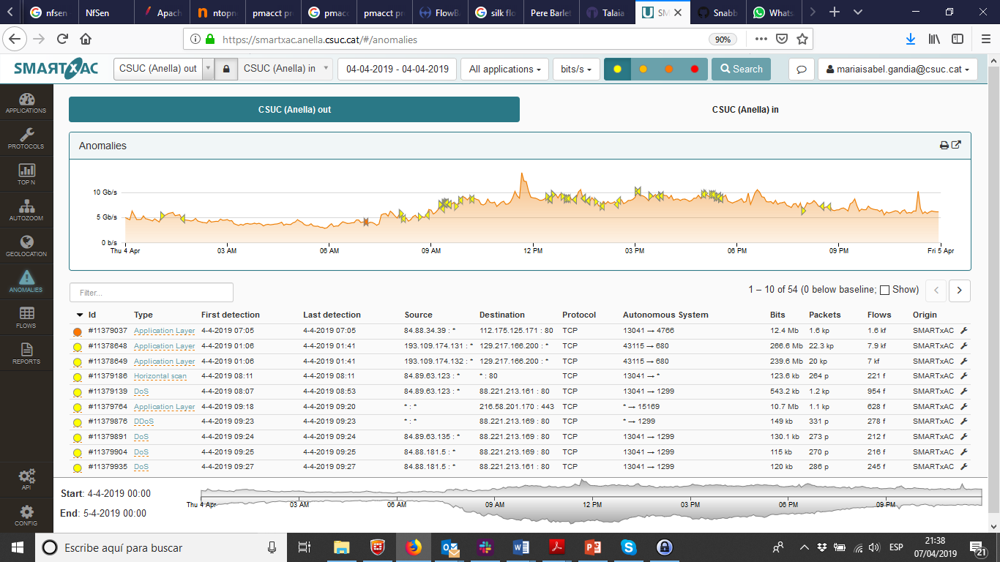 nfsen NfSen Apach ntopn pmacct pr pmac pmacct pr FlowB silk flo Pere Barlet Talaia SM Snabb Whats
https://smartxac.anella.csuc.cat/#/anomalies 90%
SMARTXAC CSUC (Anella) out CSUC (Anella) in 04-04-2019 - 04-04-2019 All applications bits/s Search mariaisabel.gandia@csuc.cat
APPLICATIONS
PROTOCOLS
TOP N
AUTOZOOM
GEOLOCATION
ANOMALIES
FLOWS
REPORTS
API
CONFIG
CSUC (Anella) out CSUC (Anella) in
Anomalies
10 Gb/s
5 Gb/s
0 b/s
Thu 4 Apr 03 AM 06 AM 09 AM 12 PM 03 PM 06 PM 09 PM Fri 5 Apr
Filter... 1 – 10 of 54 (0 below baseline; Show)
Id Type First detection Last detection Source Destination Protocol Autonomous System Bits Packets Flows Origin
#11379037 Application Layer 4-4-2019 07:05 4-4-2019 07:05 84.88.34.39 : * 112.175.125.171 : 80 TCP 13041 → 4766 12.4 Mb 1.6 kp 1.6 kf SMARTxAC
#11378648 Application Layer 4-4-2019 01:06 4-4-2019 01:41 193.109.174.131 : * 129.217.166.200 : * TCP 43115 → 680 266.6 Mb 22.3 kp 7.9 kf SMARTxAC
#11378649 Application Layer 4-4-2019 01:06 4-4-2019 01:41 193.109.174.132 : * 129.217.166.200 : * TCP 43115 → 680 239.6 Mb 20 kp 7 kf SMARTxAC
#11379186 Horizontal scan 4-4-2019 08:11 4-4-2019 08:11 84.89.63.123 : * * : 80 TCP 13041 → * 123.6 kb 264 p 221 f SMARTxAC
#11379139 DoS 4-4-2019 08:07 4-4-2019 08:53 84.89.63.123 : * 88.221.213.161 : 80 TCP 13041 → 1299 543.2 kb 1.2 kp 954 f SMARTxAC
#11379764 Application Layer 4-4-2019 09:18 4-4-2019 09:20 * : * 216.58.201.170 : 443 TCP * → 15169 10.7 Mb 1.1 kp 628 f SMARTxAC
#11379876 DDoS 4-4-2019 09:23 4-4-2019 09:23 * : * 88.221.213.169 : 80 TCP * → 1299 149 kb 331 p 278 f SMARTxAC
#11379891 DoS 4-4-2019 09:24 4-4-2019 09:24 84.89.63.135 : * 88.221.213.169 : 80 TCP 13041 → 1299 130.1 kb 273 p 212 f SMARTxAC
#11379904 DoS 4-4-2019 09:25 4-4-2019 09:25 84.88.181.5 : * 88.221.213.169 : 80 TCP 13041 → 1299 115 kb 270 p 216 f SMARTxAC
#11379935 DoS 4-4-2019 09:27 4-4-2019 09:27 84.88.181.5 : * 88.221.213.161 : 80 TCP 13041 → 1299 120 kb 286 p 245 f SMARTxAC
Start: 4-4-2019 00:00
End: 5-4-2019 00:00
Thu 4 Apr 03 AM 06 AM 09 AM 12 PM 03 PM 06 PM 09 PM
Escribe aquí para buscar ESP 21:38
07/04/2019 21